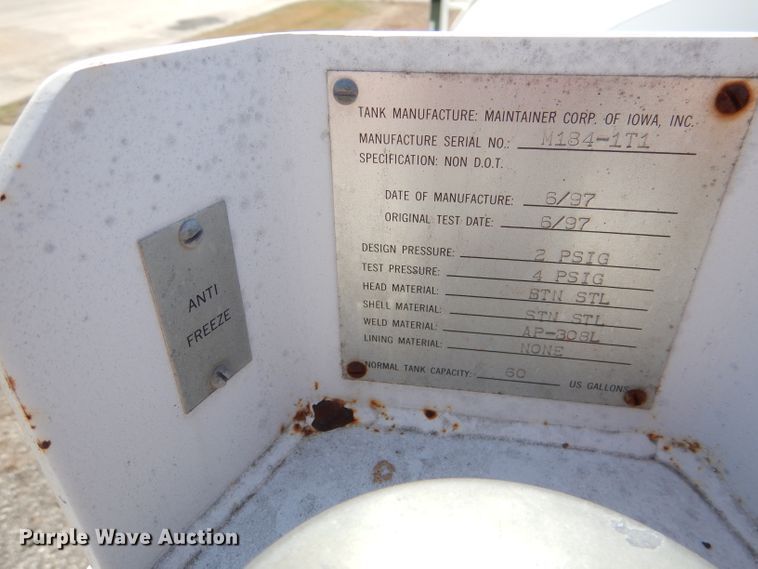 TANK MANUFACTURE: MAINTAINER CORP. OF IOWA, INC.
MANUFACTURE SERIAL NO.: M184-1T1
SPECIFICATION: NON D.O.T.
DATE OF MANUFACTURE: 6/97
ORIGINAL TEST DATE: 6/97
DESIGN PRESSURE: 2 PSIG
TEST PRESSURE: 4 PSIG
HEAD MATERIAL: STN STL
SHELL MATERIAL: STN STL
WELD MATERIAL: AP-308L
LINING MATERIAL: NONE
NORMAL TANK CAPACITY: 60 US GALLONS
ANTI
FREEZE
Purple Wave Auction